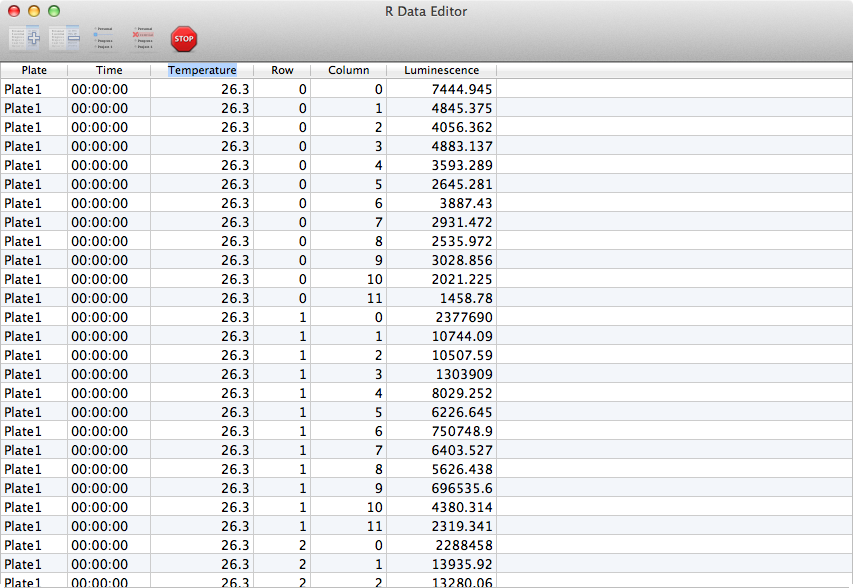 R Data Editor
STOP
Plate Time Temperature Row Column Luminescence
Plate1 00:00:00 26.3 0 0 7444.945
Plate1 00:00:00 26.3 0 1 4845.375
Plate1 00:00:00 26.3 0 2 4056.362
Plate1 00:00:00 26.3 0 3 4883.137
Plate1 00:00:00 26.3 0 4 3593.289
Plate1 00:00:00 26.3 0 5 2645.281
Plate1 00:00:00 26.3 0 6 3887.43
Plate1 00:00:00 26.3 0 7 2931.472
Plate1 00:00:00 26.3 0 8 2535.972
Plate1 00:00:00 26.3 0 9 3028.856
Plate1 00:00:00 26.3 0 10 2021.225
Plate1 00:00:00 26.3 0 11 1458.78
Plate1 00:00:00 26.3 1 0 2377690
Plate1 00:00:00 26.3 1 1 10744.09
Plate1 00:00:00 26.3 1 2 10507.59
Plate1 00:00:00 26.3 1 3 1303909
Plate1 00:00:00 26.3 1 4 8029.252
Plate1 00:00:00 26.3 1 5 6226.645
Plate1 00:00:00 26.3 1 6 750748.9
Plate1 00:00:00 26.3 1 7 6403.527
Plate1 00:00:00 26.3 1 8 5626.438
Plate1 00:00:00 26.3 1 9 696535.6
Plate1 00:00:00 26.3 1 10 4380.314
Plate1 00:00:00 26.3 1 11 2319.341
Plate1 00:00:00 26.3 2 0 2288458
Plate1 00:00:00 26.3 2 1 13935.92
Plate1 00:00:00 26.3 2 2 13280.06